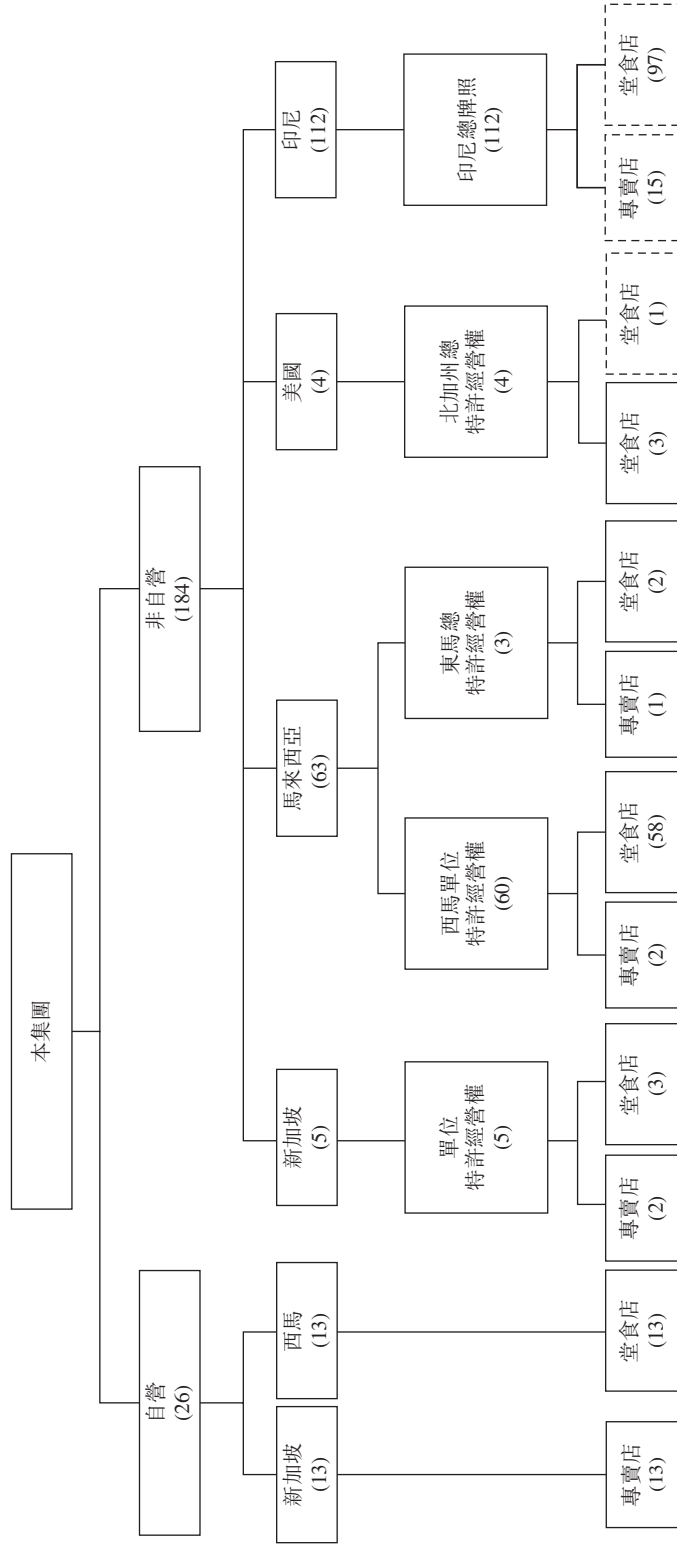 本集團
自營
(26)
非自營
(184)
新加坡
(13)
西馬
(13)
新加坡
(5)
馬來西亞
(63)
美國
(4)
印尼
(112)
單位
特許經營權
(5)
西馬單位
特許經營權
(60)
東馬總
特許經營權
(3)
北加州總
特許經營權
(4)
印尼總牌照
(112)
專賣店
(13)
堂食店
(13)
專賣店
(2)
堂食店
(3)
專賣店
(2)
堂食店
(58)
專賣店
(1)
堂食店
(2)
堂食店
(3)
堂食店
(1)
專賣店
(15)
堂食店
(97)